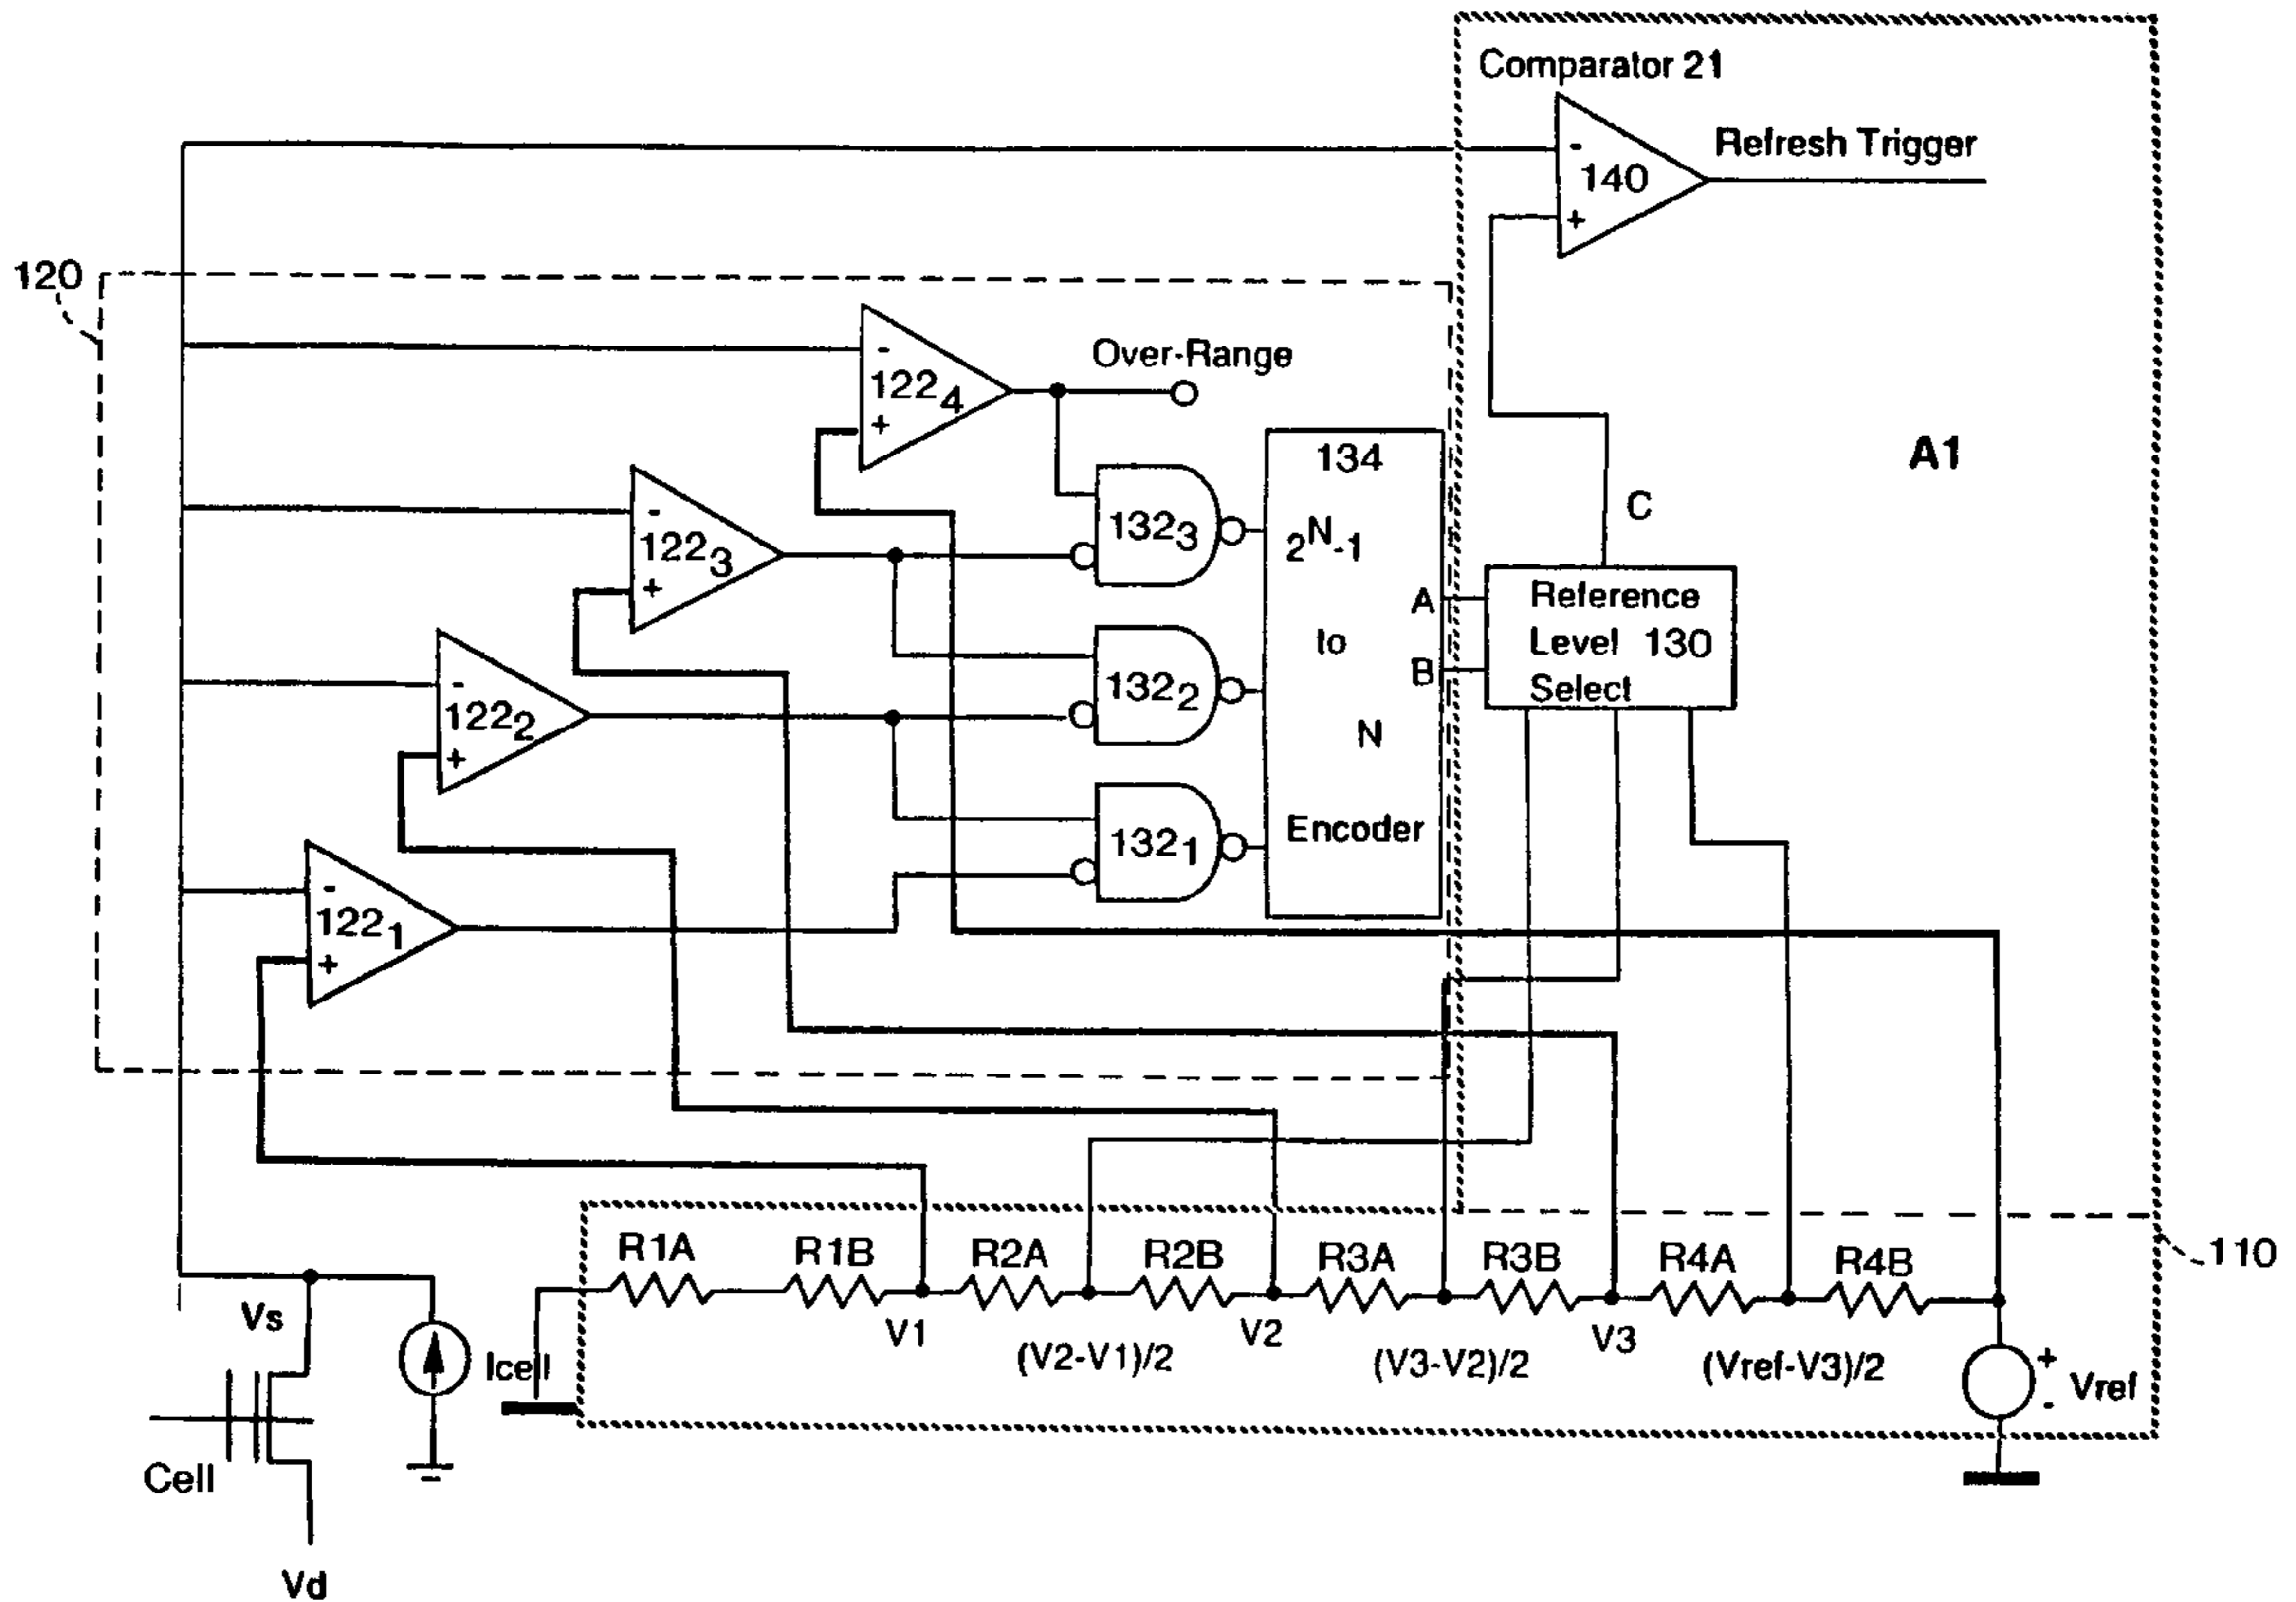 Comparator 21
-
140
+
Refresh Trigger
120
-
122₄
+
Over-Range
A1
134
2^N-1
to
N
Encoder
A
B
C
-
122₃
+
132₃
Reference
Level 130
Select
-
122₂
+
132₂
-
122₁
+
132₁
R1A
R1B
R2A
R2B
R3A
R3B
R4A
R4B
110
Vs
Icell
V1
(V2-V1)/2
V2
(V3-V2)/2
V3
(Vref-V3)/2
+
-
Vref
Cell
Vd